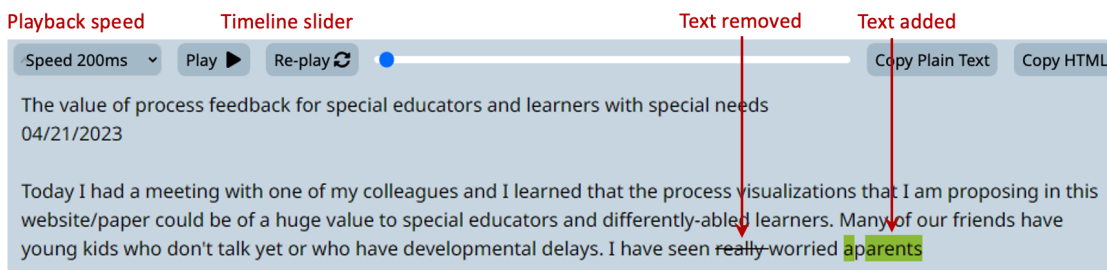 Playback speed Timeline slider Text removed Text added
Speed 200ms Play Re-play Copy Plain Text Copy HTML
The value of process feedback for special educators and learners with special needs
04/21/2023
Today I had a meeting with one of my colleagues and I learned that the process visualizations that I am proposing in this
website/paper could be of a huge value to special educators and differently-abled learners. Many of our friends have
young kids who don't talk yet or who have developmental delays. I have seen really worried aparents